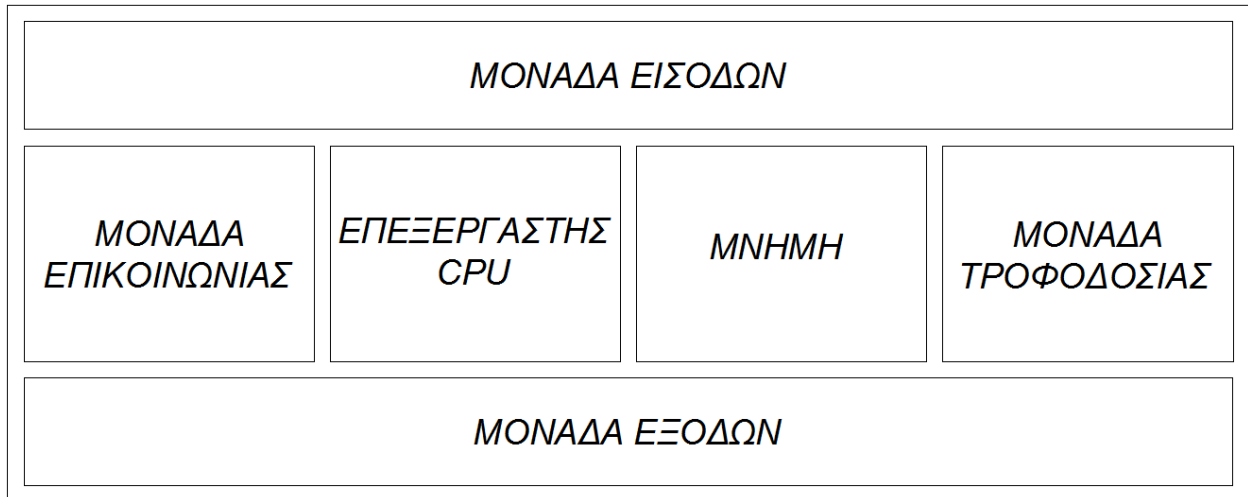 ΜΟΝΑΔΑ ΕΙΣΟΔΩΝ
ΜΟΝΑΔΑ
ΕΠΙΚΟΙΝΩΝΙΑΣ
ΕΠΕΞΕΡΓΑΣΤΗΣ
CPU
ΜΝΗΜΗ
ΜΟΝΑΔΑ
ΤΡΟΦΟΔΟΣΙΑΣ
ΜΟΝΑΔΑ ΕΞΟΔΩΝ